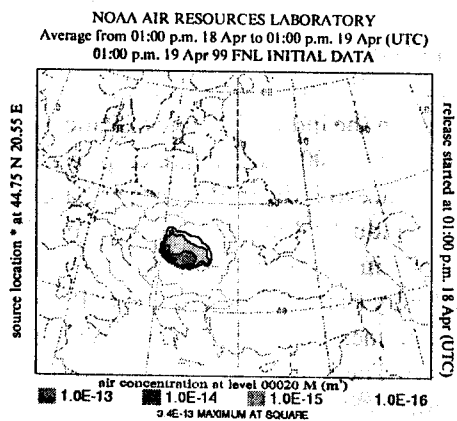 NOAA AIR RESOURCES LABORATORY
Average from 01:00 p.m. 18 Apr to 01:00 p.m. 19 Apr (UTC)
01:00 p.m. 19 Apr 99 FNL INITIAL DATA
source location * at 44.75 N 20.55 E
release started at 01:00 p.m. 18 Apr (UTC)
air concentration at level 00020 M (m³)
1.0E-13 1.0E-14 1.0E-15 1.0E-16
MAXIMUM AT SQUARE